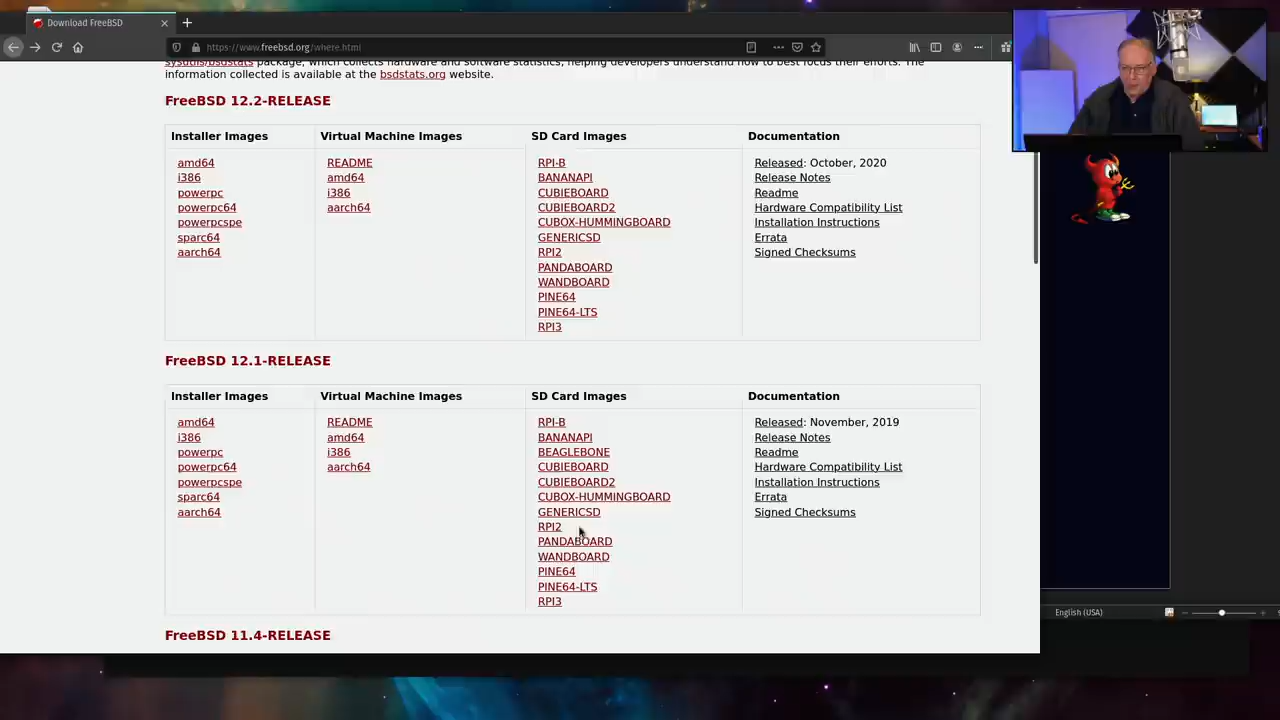 Download FreeBSD
https://www.freebsd.org/where.html
sysutils/bsdstats package, which collects hardware and software statistics, helping developers understand how to best focus their efforts. The
information collected is available at the bsdstats.org website.
FreeBSD 12.2-RELEASE
Installer Images Virtual Machine Images SD Card Images Documentation
amd64 README RPI-B Released: October, 2020
i386 amd64 BANANAPI Release Notes
powerpc i386 CUBIEBOARD Readme
powerpc64 aarch64 CUBIEBOARD2 Hardware Compatibility List
powerpcspe CUBOX-HUMMINGBOARD Installation Instructions
sparc64 GENERICSD Errata
aarch64 RPI2 Signed Checksums
PANDABOARD
WANDBOARD
PINE64
PINE64-LTS
RPI3
FreeBSD 12.1-RELEASE
Installer Images Virtual Machine Images SD Card Images Documentation
amd64 README RPI-B Released: November, 2019
i386 amd64 BANANAPI Release Notes
powerpc i386 BEAGLEBONE Readme
powerpc64 aarch64 CUBIEBOARD Hardware Compatibility List
powerpcspe CUBIEBOARD2 Installation Instructions
sparc64 CUBOX-HUMMINGBOARD Errata
aarch64 GENERICSD Signed Checksums
RPI2
PANDABOARD
WANDBOARD
PINE64
PINE64-LTS
RPI3
English (USA)
FreeBSD 11.4-RELEASE